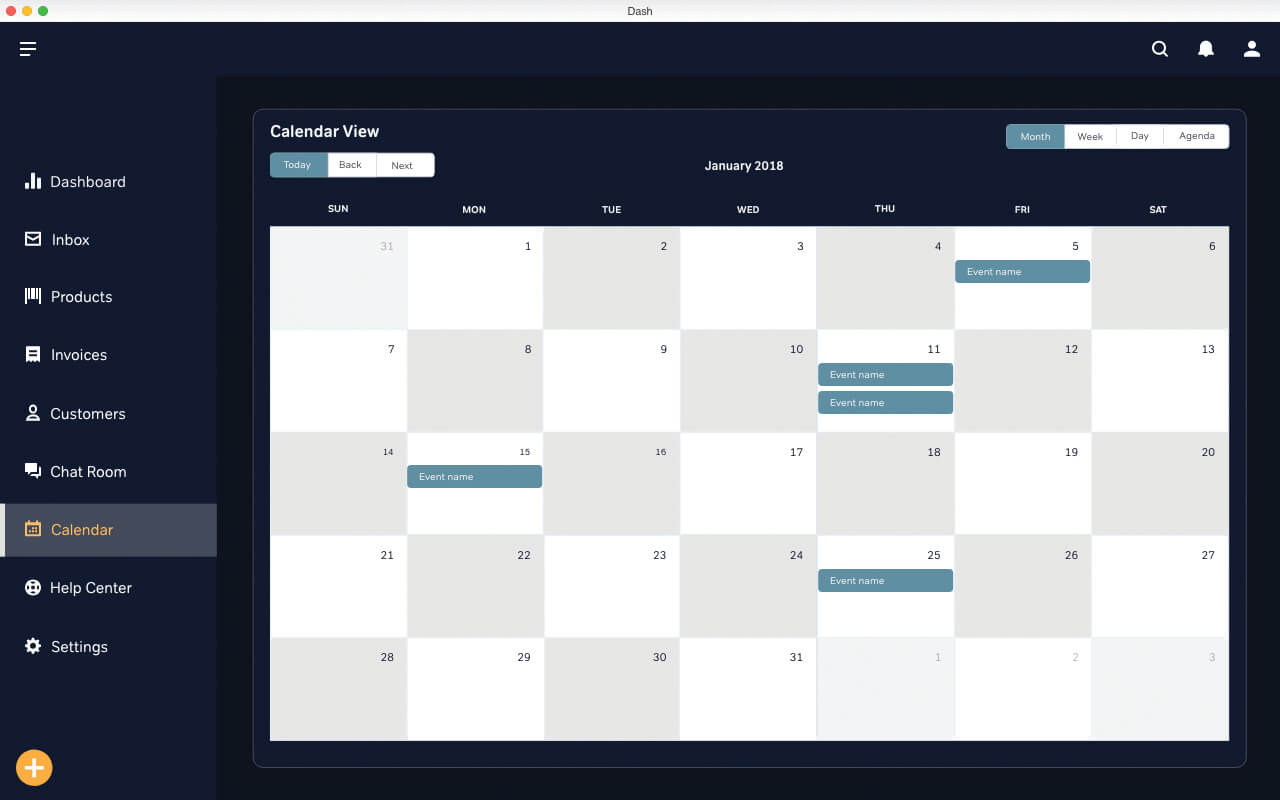 Dash
Dashboard
Inbox
Products
Invoices
Customers
Chat Room
Calendar
Help Center
Settings
Calendar View
Month Week Day Agenda
Today Back Next
January 2018
SUN MON TUE WED THU FRI SAT
31 1 2 3 4 5 6
Event name
7 8 9 10 11 12 13
Event name
Event name
14 15 16 17 18 19 20
Event name
21 22 23 24 25 26 27
Event name
28 29 30 31 1 2 3